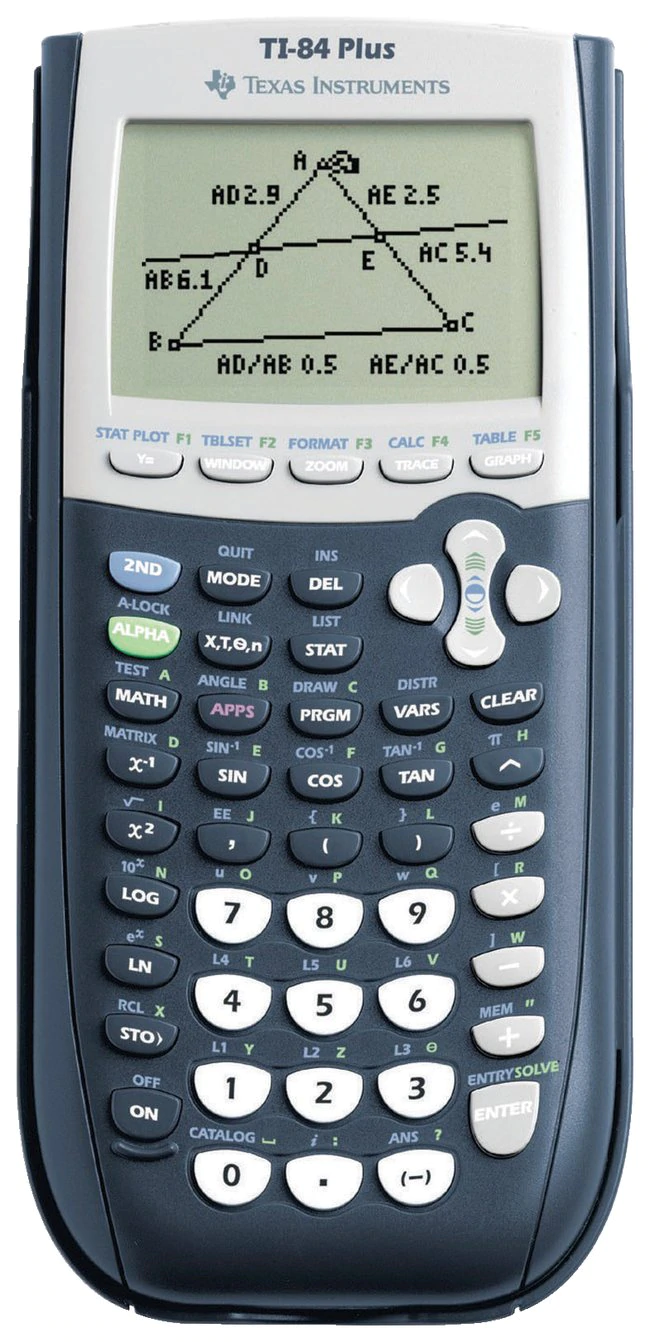 TI-84 Plus
TEXAS INSTRUMENTS
A
AD 2.9 AE 2.5
AB 6.1 D E AC 5.4
B C
AD/AB 0.5 AE/AC 0.5
STAT PLOT F1 TBLSET F2 FORMAT F3 CALC F4 TABLE F5
Y= WINDOW ZOOM TRACE GRAPH
QUIT INS
2ND MODE DEL
A-LOCK LINK LIST
ALPHA X,T,Θ,n STAT
TEST A ANGLE B DRAW C DISTR
MATH APPS PRGM VARS CLEAR
MATRIX D SIN⁻¹ E COS⁻¹ F TAN⁻¹ G π H
x⁻¹ SIN COS TAN ^
√ I EE J { K } L e M
x² , ( ) ÷
10ˣ N u O v P w Q [ R
LOG 7 8 9 ×
eˣ S L4 T L5 U L6 V ] W
LN 4 5 6 −
RCL X L1 Y L2 Z L3 Θ MEM "
STO⟩ 1 2 3 +
OFF CATALOG ⎵ i : ANS ? ENTRY SOLVE
ON 0 . (−) ENTER